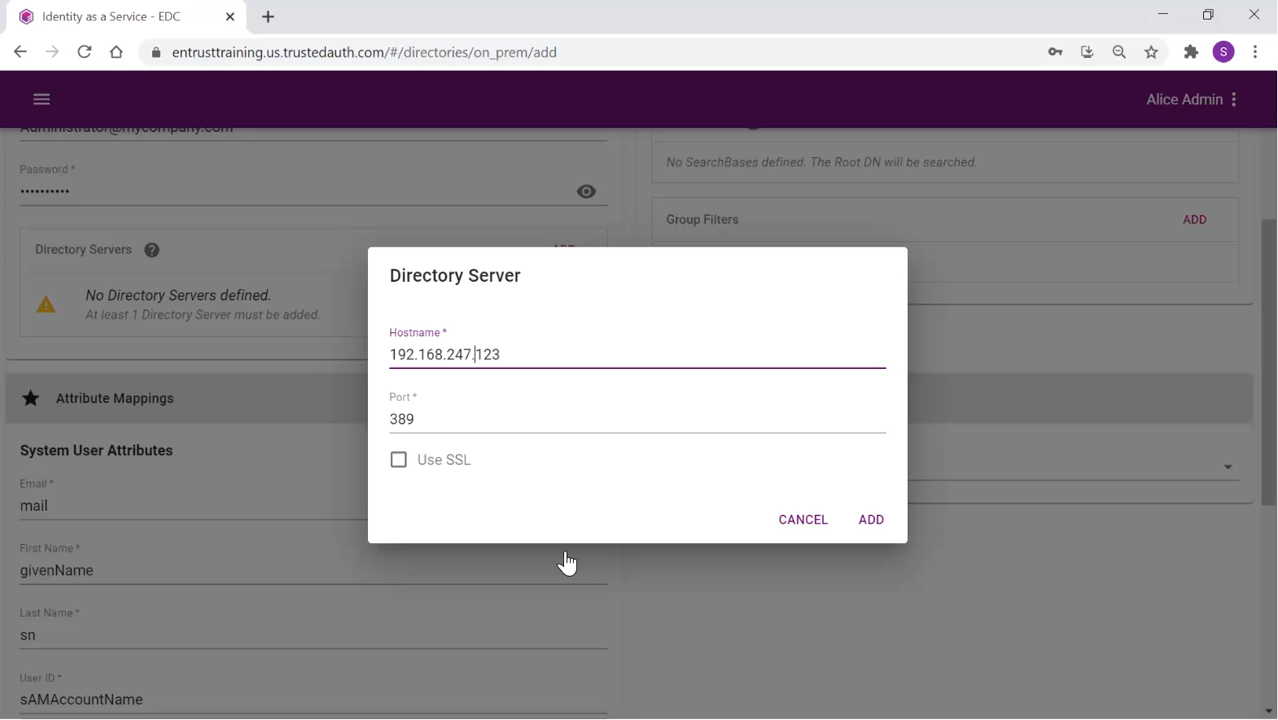 Identity as a Service - EDC
entrusttraining.us.trustedauth.com/#/directories/on_prem/add
S
Alice Admin
Administrator@mycompany.com
Password *
••••••••••
No SearchBases defined. The Root DN will be searched.
Group Filters
ADD
Directory Servers
ADD
No Directory Servers defined.
At least 1 Directory Server must be added.
Directory Server
Hostname *
192.168.247.123
Port *
389
Use SSL
CANCEL
ADD
Attribute Mappings
System User Attributes
Email *
mail
First Name *
givenName
Last Name *
sn
User ID *
sAMAccountName